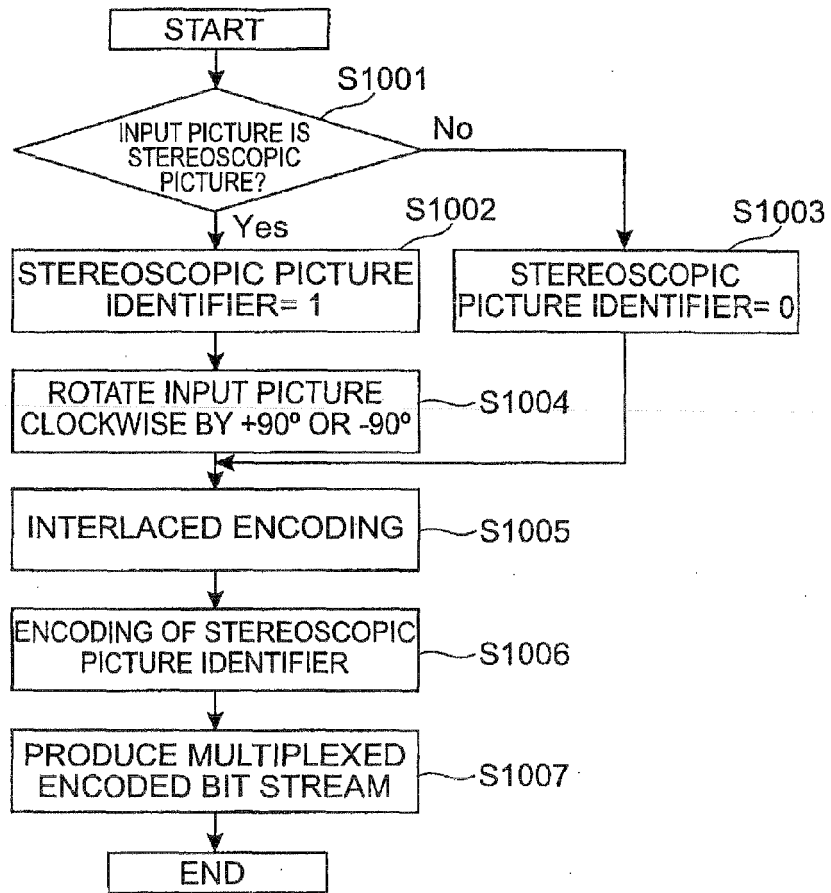 START
S1001
INPUT PICTURE IS
STEREOSCOPIC
PICTURE?
No
Yes
S1002
S1003
STEREOSCOPIC PICTURE
IDENTIFIER= 1
STEREOSCOPIC
PICTURE IDENTIFIER= 0
ROTATE INPUT PICTURE
CLOCKWISE BY +90º OR -90º
S1004
INTERLACED ENCODING
S1005
ENCODING OF STEREOSCOPIC
PICTURE IDENTIFIER
S1006
PRODUCE MULTIPLEXED
ENCODED BIT STREAM
S1007
END